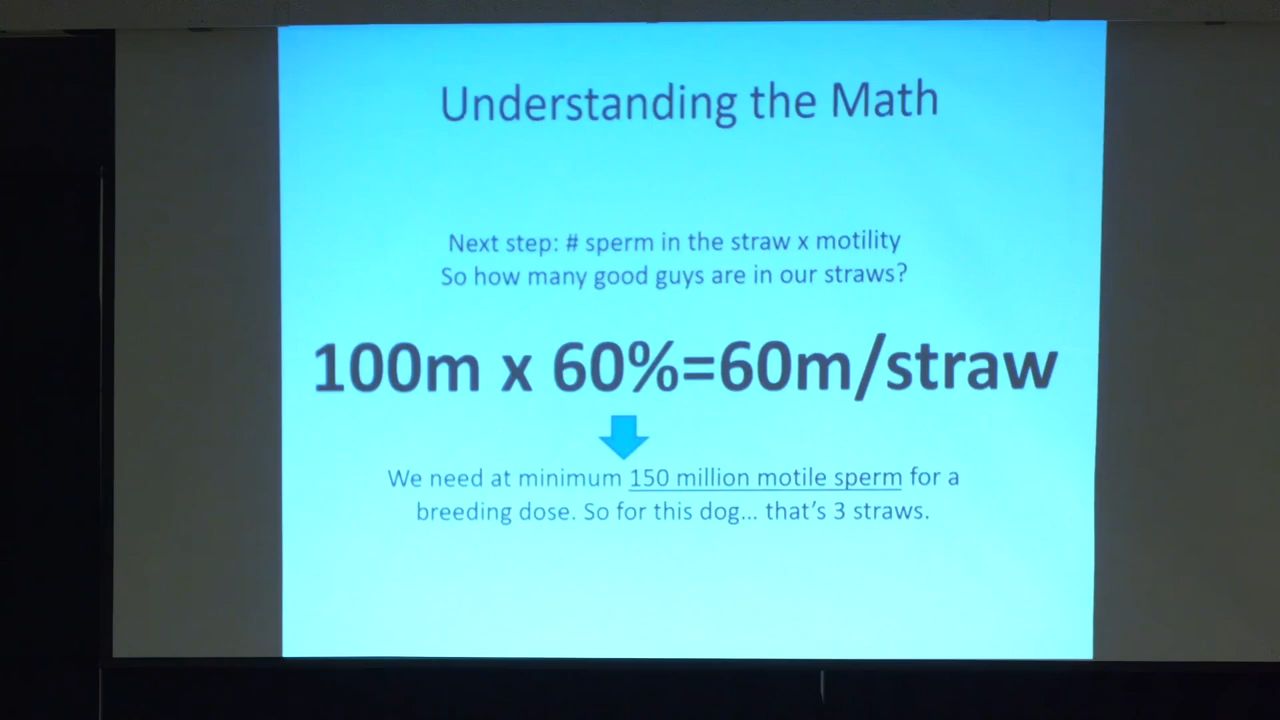 Understanding the Math
Next step: # sperm in the straw x motility
So how many good guys are in our straws?
100m x 60%=60m/straw
We need at minimum 150 million motile sperm for a
breeding dose. So for this dog... that's 3 straws.